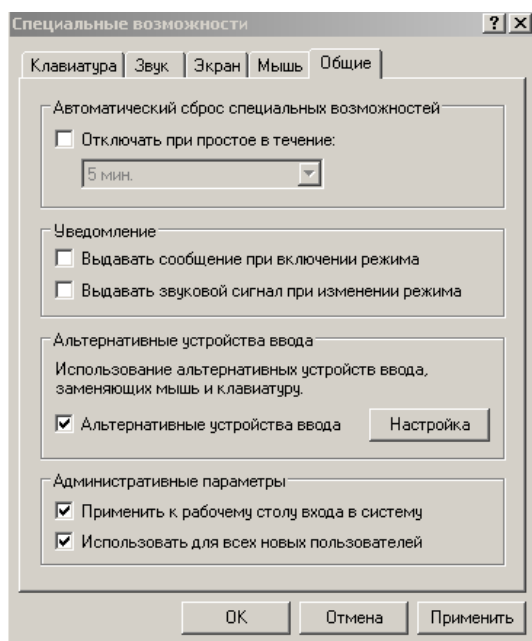 Специальные возможности
Клавиатура Звук Экран Мышь Общие
Автоматический сброс специальных возможностей
Отключать при простое в течение:
5 мин.
Уведомление
Выдавать сообщение при включении режима
Выдавать звуковой сигнал при изменении режима
Альтернативные устройства ввода
Использование альтернативных устройств ввода,
заменяющих мышь и клавиатуру.
Альтернативные устройства ввода Настройка
Административные параметры
Применить к рабочему столу входа в систему
Использовать для всех новых пользователей
ОК Отмена Применить